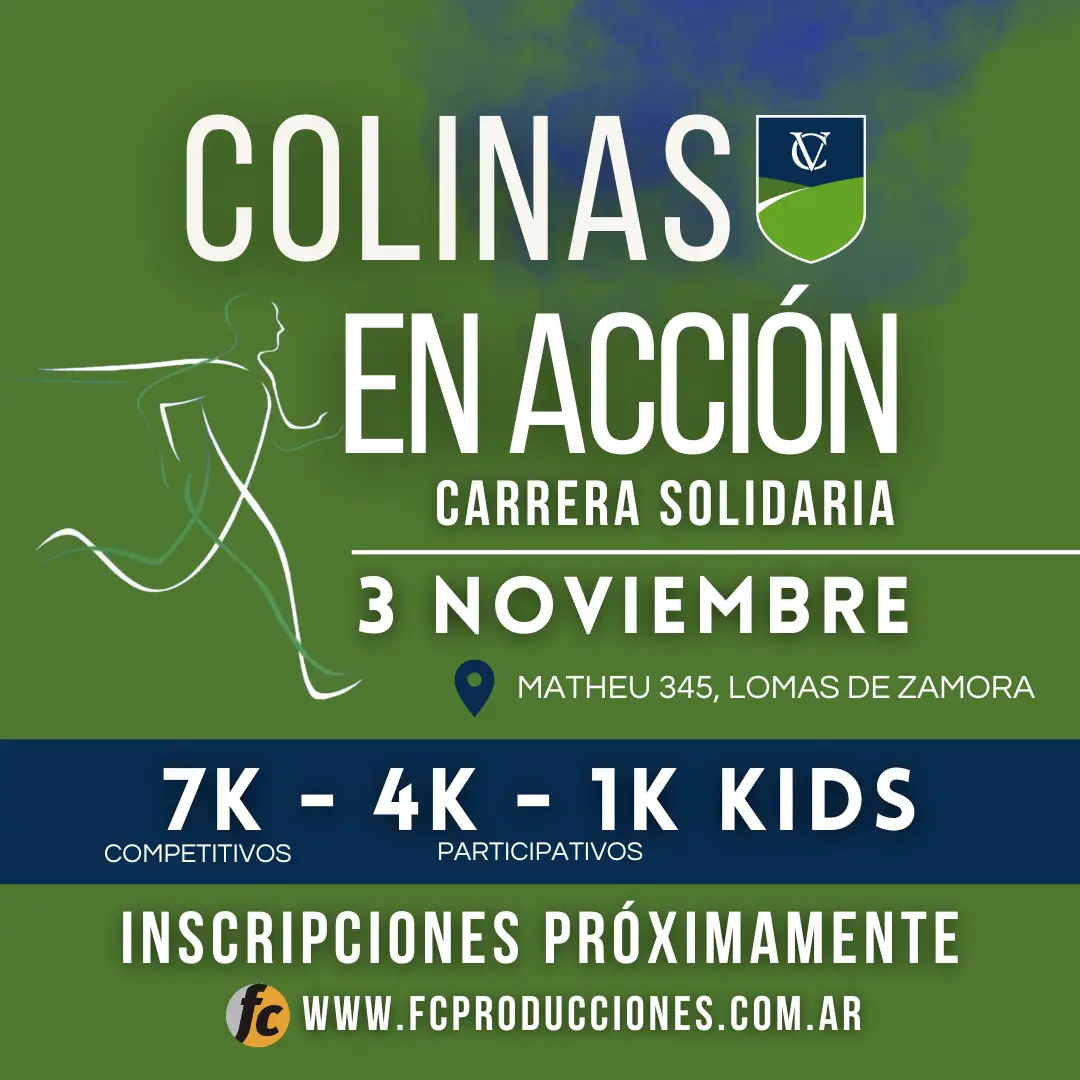 COLINAS
VC
EN ACCIÓN
CARRERA SOLIDARIA
3 NOVIEMBRE
MATHEU 345, LOMAS DE ZAMORA
7K - 4K - 1K KIDS
COMPETITIVOS PARTICIPATIVOS
INSCRIPCIONES PRÓXIMAMENTE
fc WWW.FCPRODUCCIONES.COM.AR